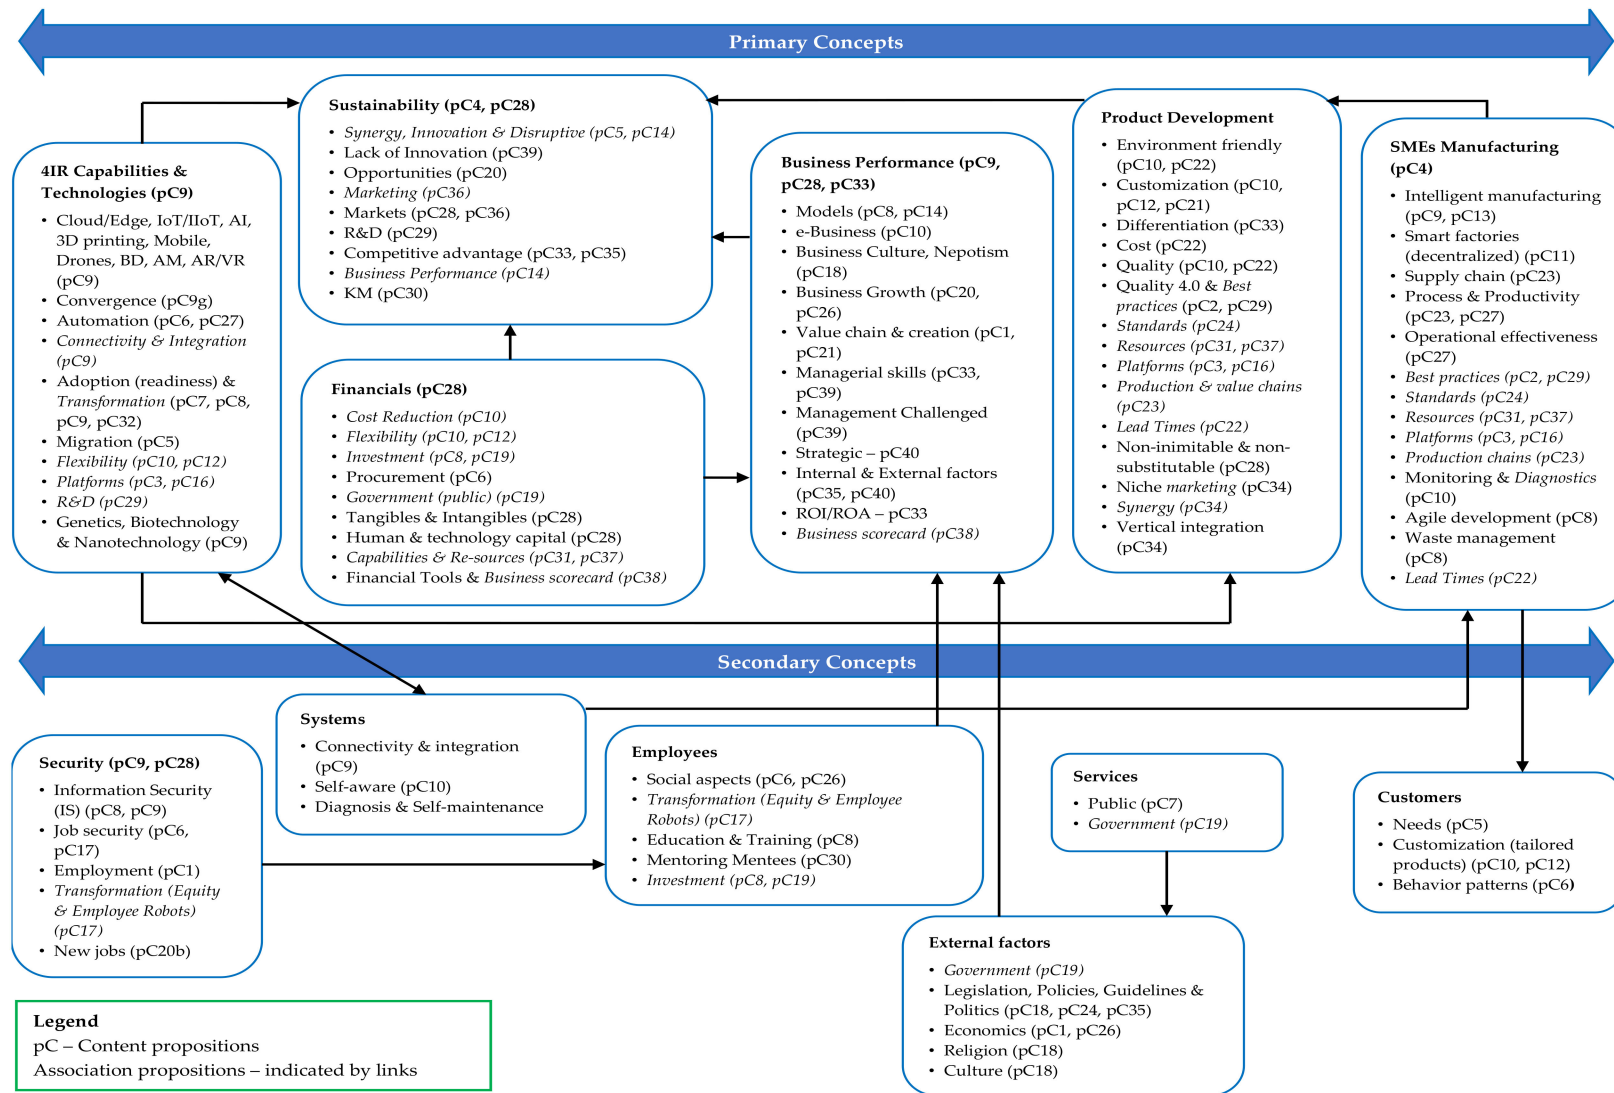 Primary Concepts
4IR Capabilities &
Technologies (pC9)
• Cloud/Edge, IoT/IIoT, AI,
3D printing, Mobile,
Drones, BD, AM, AR/VR
(pC9)
• Convergence (pC9g)
• Automation (pC6, pC27)
• Connectivity & Integration
(pC9)
• Adoption (readiness) &
Transformation (pC7, pC8,
pC9, pC32)
• Migration (pC5)
• Flexibility (pC10, pC12)
• Platforms (pC3, pC16)
• R&D (pC29)
• Genetics, Biotechnology
& Nanotechnology (pC9)
Sustainability (pC4, pC28)
• Synergy, Innovation & Disruptive (pC5, pC14)
• Lack of Innovation (pC39)
• Opportunities (pC20)
• Marketing (pC36)
• Markets (pC28, pC36)
• R&D (pC29)
• Competitive advantage (pC33, pC35)
• Business Performance (pC14)
• KM (pC30)
Financials (pC28)
• Cost Reduction (pC10)
• Flexibility (pC10, pC12)
• Investment (pC8, pC19)
• Procurement (pC6)
• Government (public) (pC19)
• Tangibles & Intangibles (pC28)
• Human & technology capital (pC28)
• Capabilities & Re-sources (pC31, pC37)
• Financial Tools & Business scorecard (pC38)
Business Performance (pC9,
pC28, pC33)
• Models (pC8, pC14)
• e-Business (pC10)
• Business Culture, Nepotism
(pC18)
• Business Growth (pC20,
pC26)
• Value chain & creation (pC1,
pC21)
• Managerial skills (pC33,
pC39)
• Management Challenged
(pC39)
• Strategic – pC40
• Internal & External factors
(pC35, pC40)
• ROI/ROA – pC33
• Business scorecard (pC38)
Product Development
• Environment friendly
(pC10, pC22)
• Customization (pC10,
pC12, pC21)
• Differentiation (pC33)
• Cost (pC22)
• Quality (pC10, pC22)
• Quality 4.0 & Best
practices (pC2, pC29)
• Standards (pC24)
• Resources (pC31, pC37)
• Platforms (pC3, pC16)
• Production & value chains
(pC23)
• Lead Times (pC22)
• Non-inimitable & non-
substitutable (pC28)
• Niche marketing (pC34)
• Synergy (pC34)
• Vertical integration
(pC34)
SMEs Manufacturing
(pC4)
• Intelligent manufacturing
(pC9, pC13)
• Smart factories
(decentralized) (pC11)
• Supply chain (pC23)
• Process & Productivity
(pC23, pC27)
• Operational effectiveness
(pC27)
• Best practices (pC2, pC29)
• Standards (pC24)
• Resources (pC31, pC37)
• Platforms (pC3, pC16)
• Production chains (pC23)
• Monitoring & Diagnostics
(pC10)
• Agile development (pC8)
• Waste management
(pC8)
• Lead Times (pC22)
Secondary Concepts
Security (pC9, pC28)
• Information Security
(IS) (pC8, pC9)
• Job security (pC6,
pC17)
• Employment (pC1)
• Transformation (Equity
& Employee Robots)
(pC17)
• New jobs (pC20b)
Systems
• Connectivity & integration
(pC9)
• Self-aware (pC10)
• Diagnosis & Self-maintenance
Employees
• Social aspects (pC6, pC26)
• Transformation (Equity & Employee
Robots) (pC17)
• Education & Training (pC8)
• Mentoring Mentees (pC30)
• Investment (pC8, pC19)
Services
• Public (pC7)
• Government (pC19)
Customers
• Needs (pC5)
• Customization (tailored
products) (pC10, pC12)
• Behavior patterns (pC6)
External factors
• Government (pC19)
• Legislation, Policies, Guidelines &
Politics (pC18, pC24, pC35)
• Economics (pC1, pC26)
• Religion (pC18)
• Culture (pC18)
Legend
pC – Content propositions
Association propositions – indicated by links